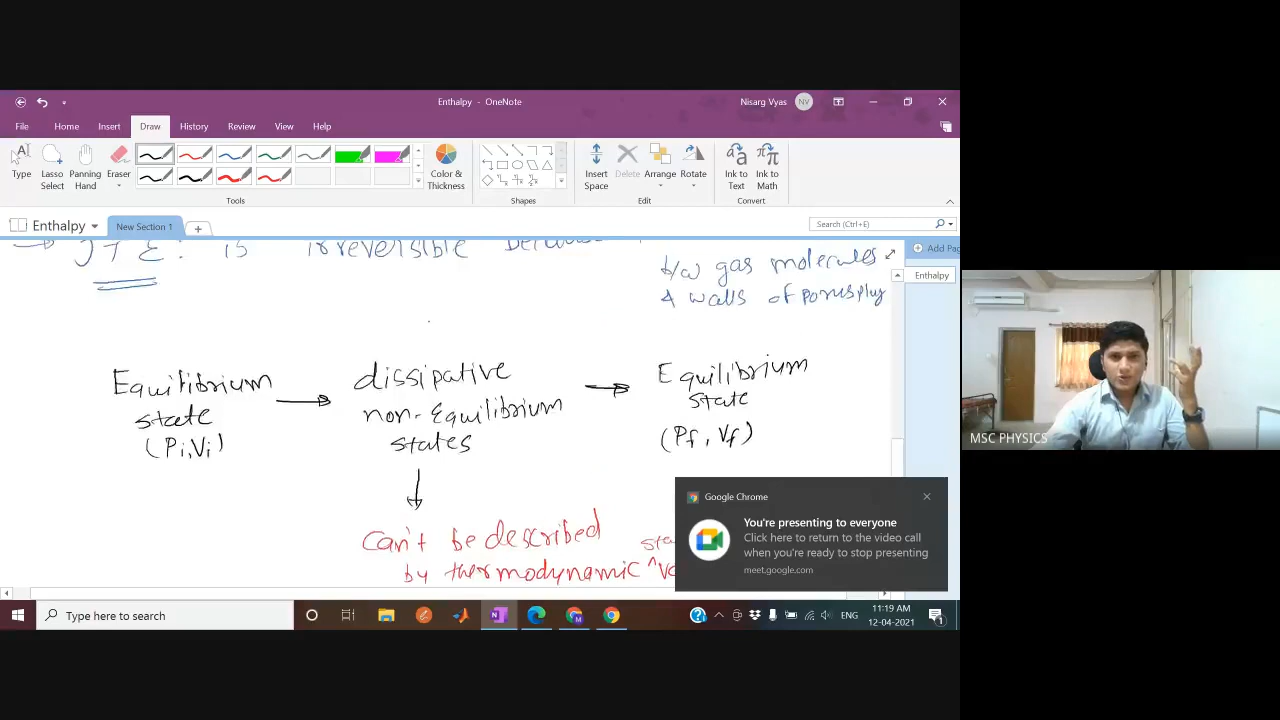 Enthalpy - OneNote
Nisarg Vyas NV
File Home Insert Draw History Review View Help
Type Lasso Select Panning Hand Eraser Color & Thickness Insert Space Delete Arrange Rotate Ink to Text Ink to Math
Tools Shapes Edit Convert
Enthalpy New Section 1 + Search (Ctrl+E)
→ J T E : is irreversible
Add Pag
b/w gas molecules
Enthalpy
& walls of porus plug
Equilibrium state (Pi, Vi) → dissipative non-Equilibrium states → Equilibrium state (Pf, Vf)
MSC PHYSICS
can't be described
by thermodynamic ^
Google Chrome
You're presenting to everyone
Click here to return to the video call
when you're ready to stop presenting
meet.google.com
Type here to search
ENG
11:19 AM
12-04-2021
1